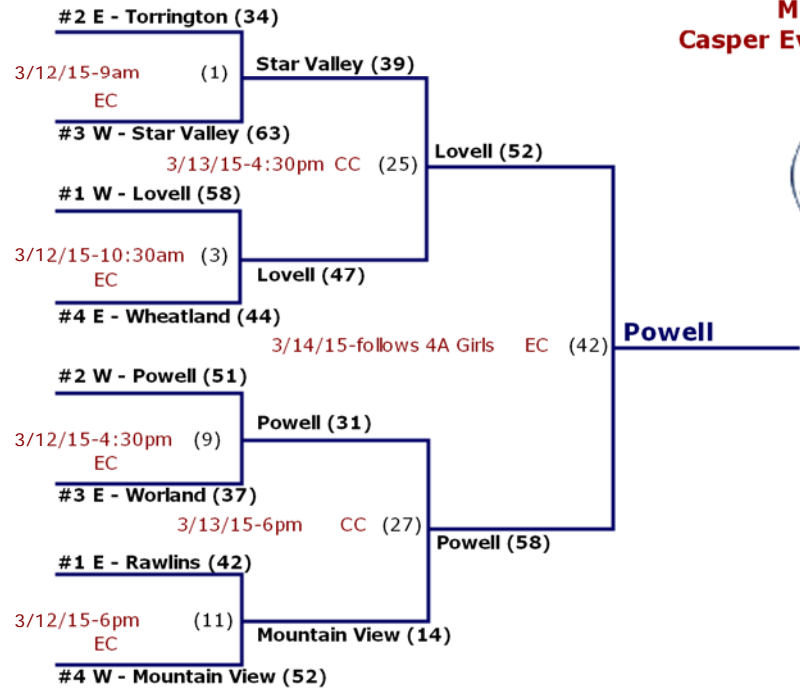 #2 E - Torrington (34)
M
Casper
3/12/15-9am (1)
EC
Star Valley (39)
#3 W - Star Valley (63)
3/13/15-4:30pm CC (25)
Lovell (52)
#1 W - Lovell (58)
3/12/15-10:30am (3)
EC
Lovell (47)
#4 E - Wheatland (44)
3/14/15-follows 4A Girls EC (42)
Powell
#2 W - Powell (51)
3/12/15-4:30pm (9)
EC
Powell (31)
#3 E - Worland (37)
3/13/15-6pm CC (27)
Powell (58)
#1 E - Rawlins (42)
3/12/15-6pm (11)
EC
Mountain View (14)
#4 W - Mountain View (52)